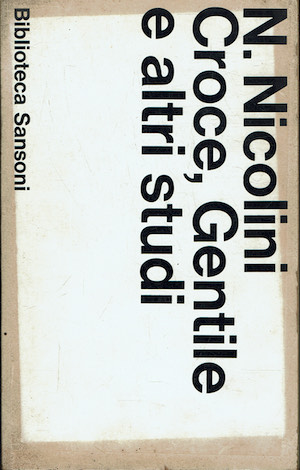 N. Nicolini
Croce, Gentile
e altri studi
Biblioteca Sansoni